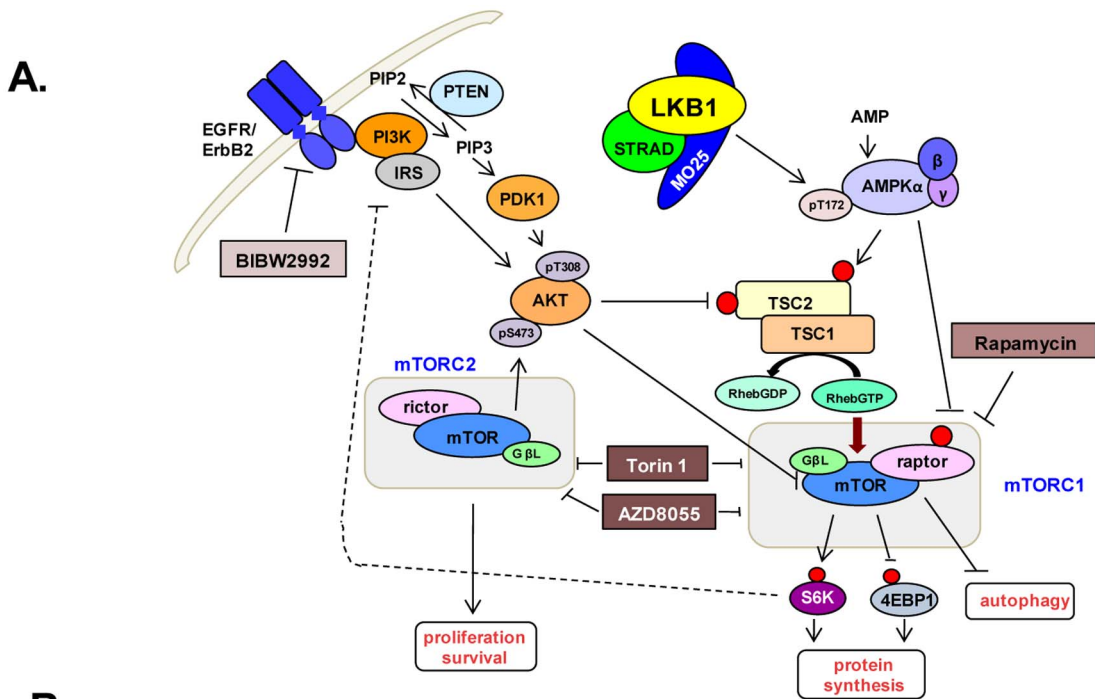 A.
PIP2
PTEN
EGFR/
ErbB2
PI3K
PIP3
IRS
PDK1
BIBW2992
LKB1
STRAD
MO25
AMP
AMPKα
β
γ
pT172
pT308
AKT
pS473
TSC2
TSC1
Rapamycin
mTORC2
RhebGDP
RhebGTP
rictor
mTOR
GβL
Torin 1
AZD8055
GβL
raptor
mTOR
mTORC1
S6K
4EBP1
autophagy
proliferation
survival
protein
synthesis